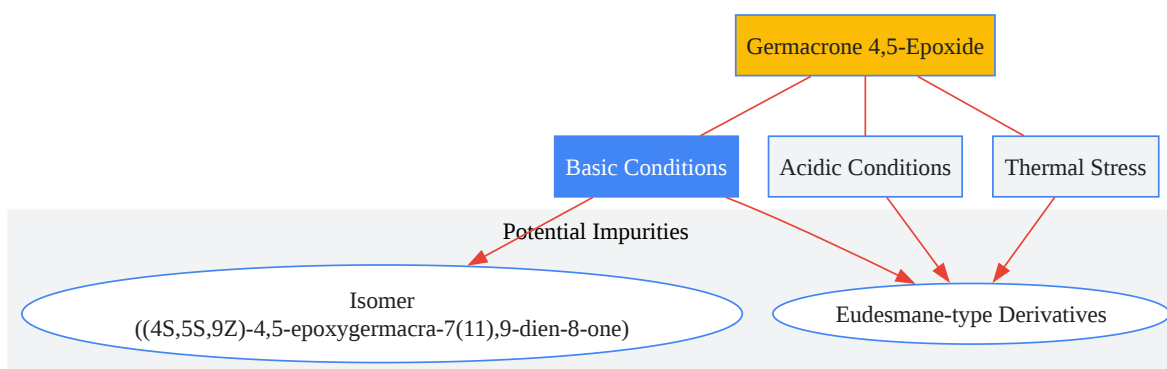 Germacrone 4,5-Epoxide
Basic Conditions
Acidic Conditions
Thermal Stress
Potential Impurities
Isomer
((4S,5S,9Z)-4,5-epoxygermacra-7(11),9-dien-8-one)
Eudesmane-type Derivatives